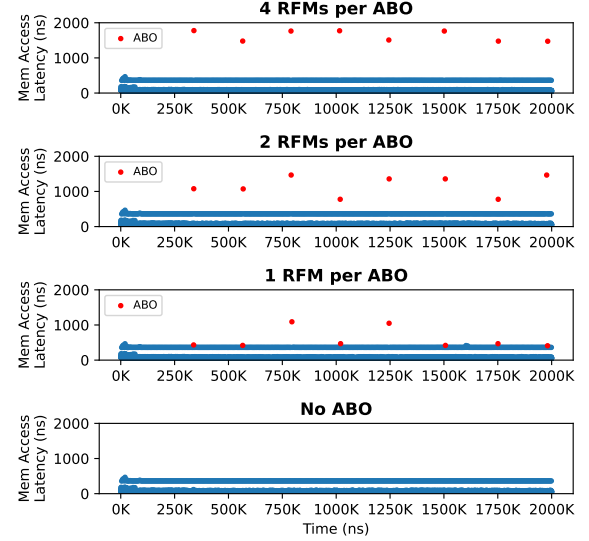 4 RFMs per ABO
Mem Access
Latency (ns)
2000
1000
0
ABO
0K 250K 500K 750K 1000K 1250K 1500K 1750K 2000K
2 RFMs per ABO
Mem Access
Latency (ns)
2000
1000
0
ABO
0K 250K 500K 750K 1000K 1250K 1500K 1750K 2000K
1 RFM per ABO
Mem Access
Latency (ns)
2000
1000
0
ABO
0K 250K 500K 750K 1000K 1250K 1500K 1750K 2000K
No ABO
Mem Access
Latency (ns)
2000
1000
0
0K 250K 500K 750K 1000K 1250K 1500K 1750K 2000K
Time (ns)